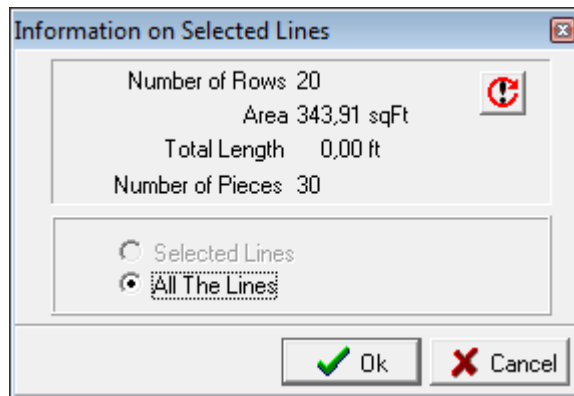 Information on Selected Lines
Number of Rows 20
Area 343,91 sqFt
Total Length 0,00 ft
Number of Pieces 30
Selected Lines
All The Lines
Ok
Cancel